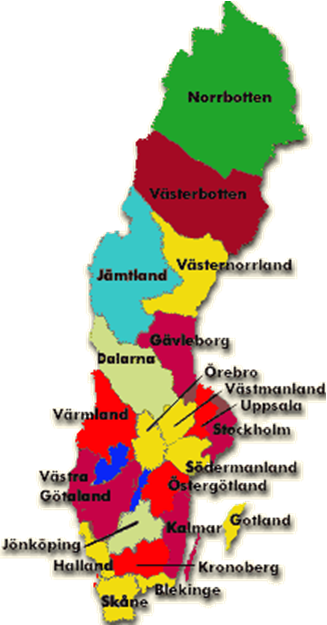 Norrbotten
Västerbotten
Västernorrland
Jämtland
Gävleborg
Dalarna
Örebro
Västmanland
Uppsala
Värmland
Stockholm
Södermanland
Västra
Götaland
Östergötland
Gotland
Kalmar
Jönköping
Halland
Kronoberg
Blekinge
Skåne